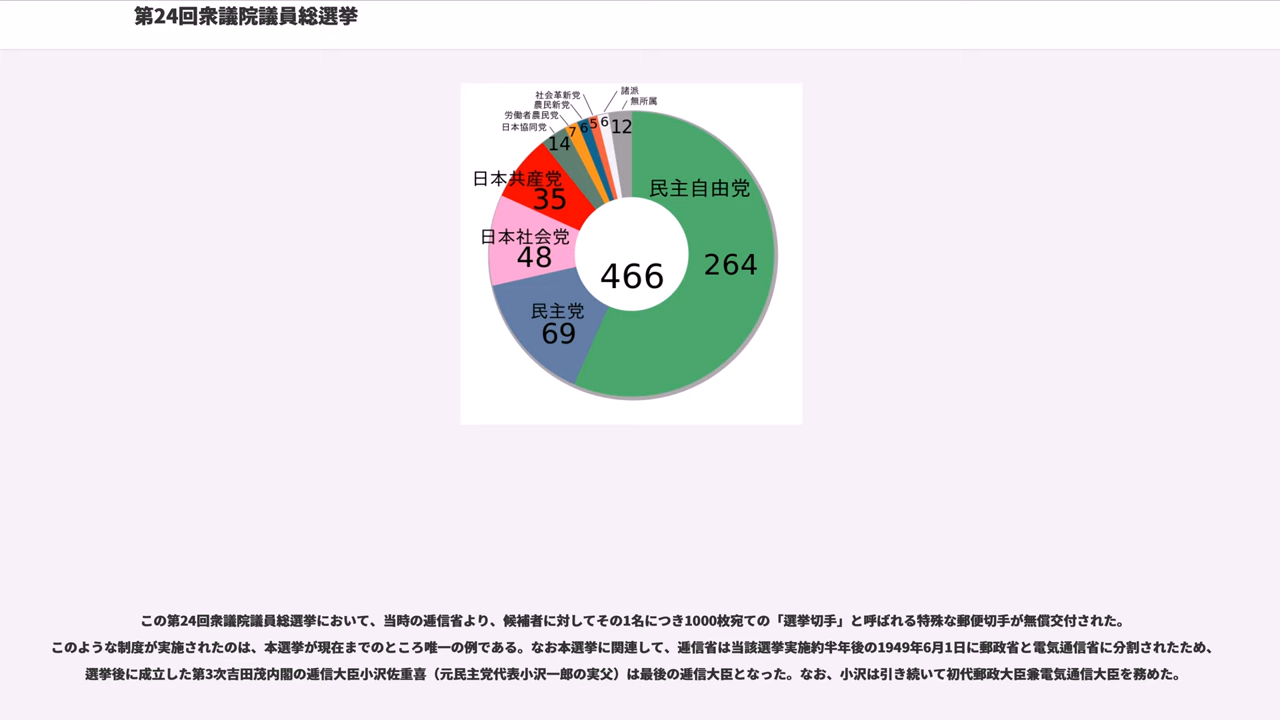 第24回衆議院議員総選挙
社会革新党
諸派
農民新党
無所属
労働者農民党
日本協同党
7
6
5
6
12
14
日本共産党
35
民主自由党
264
日本社会党
48
466
民主党
69
この第24回衆議院議員総選挙において、当時の逓信省より、候補者に対してその1名につき1000枚宛ての「選挙切手」と呼ばれる特殊な郵便切手が無償交付された。
このような制度が実施されたのは、本選挙が現在までのところ唯一の例である。なお本選挙に関連して、逓信省は当該選挙実施約半年後の1949年6月1日に郵政省と電気通信省に分割されたため、
選挙後に成立した第3次吉田茂内閣の逓信大臣小沢佐重喜（元民主党代表小沢一郎の実父）は最後の逓信大臣となった。なお、小沢は引き続いて初代郵政大臣兼電気通信大臣を務めた。